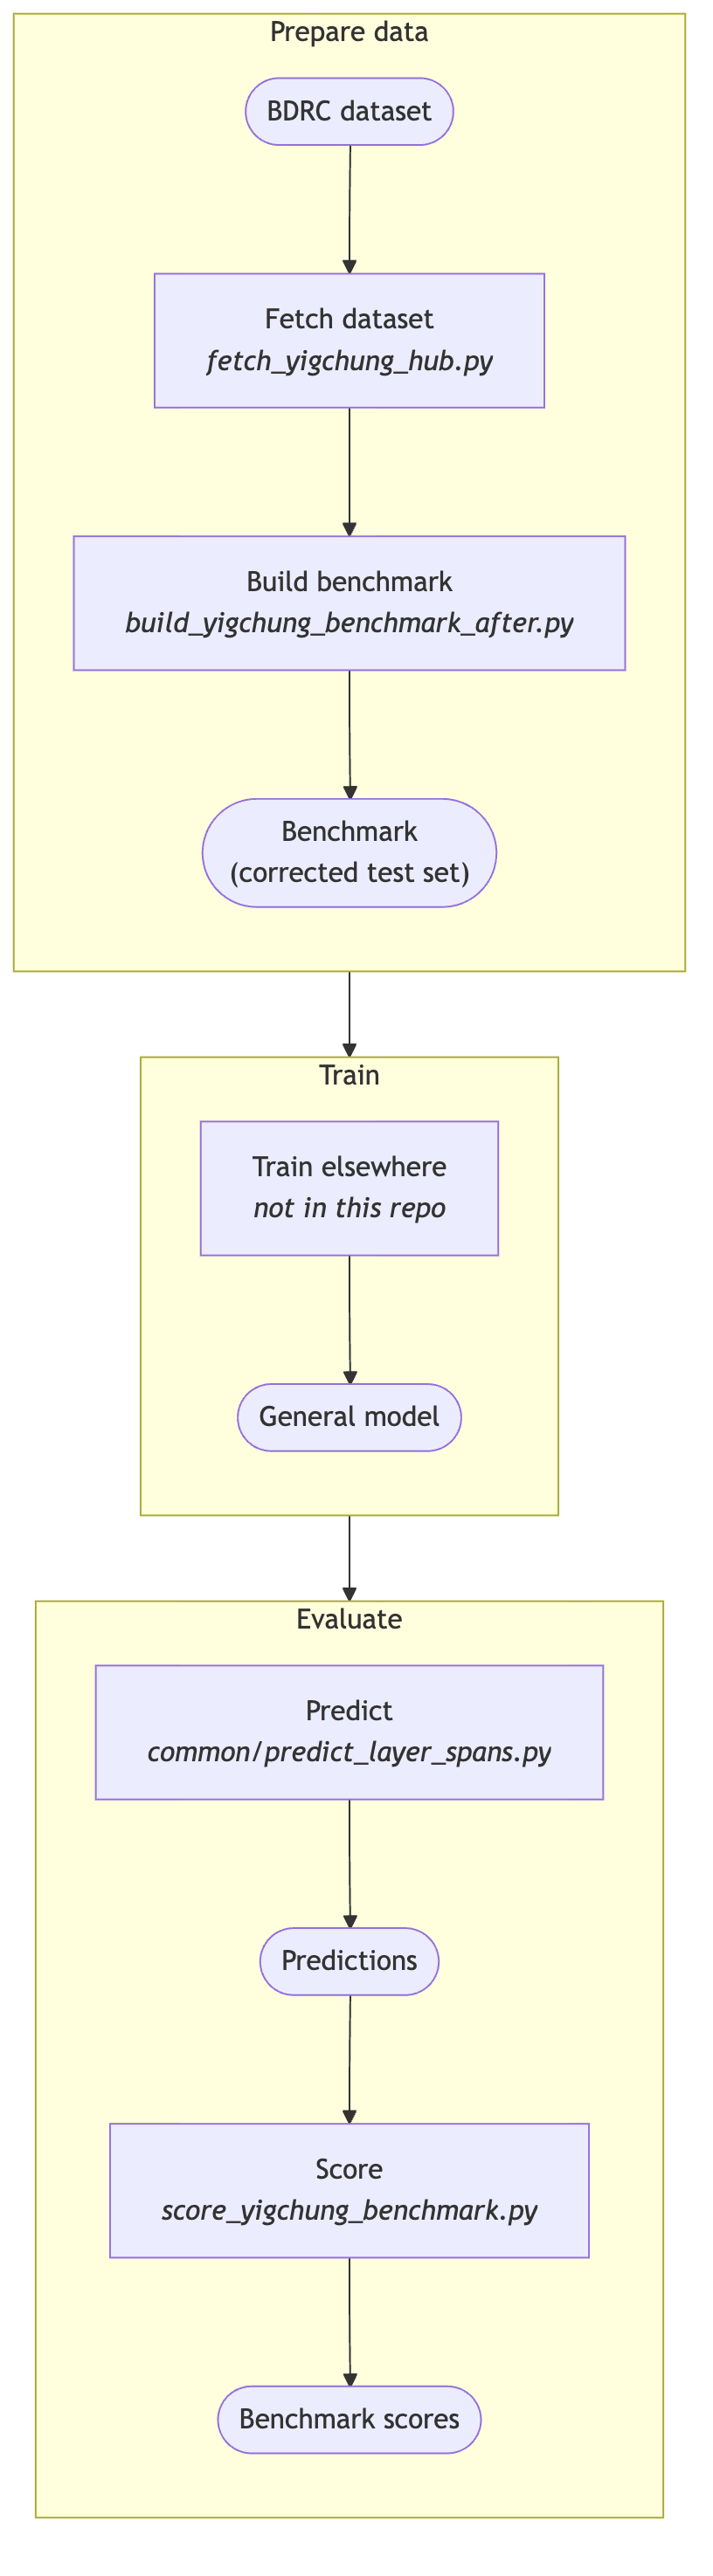 Prepare data
BDRC dataset
Fetch dataset
fetch_yigchung_hub.py
Build benchmark
build_yigchung_benchmark_after.py
Benchmark
(corrected test set)
Train
Train elsewhere
not in this repo
General model
Evaluate
Predict
common/predict_layer_spans.py
Predictions
Score
score_yigchung_benchmark.py
Benchmark scores